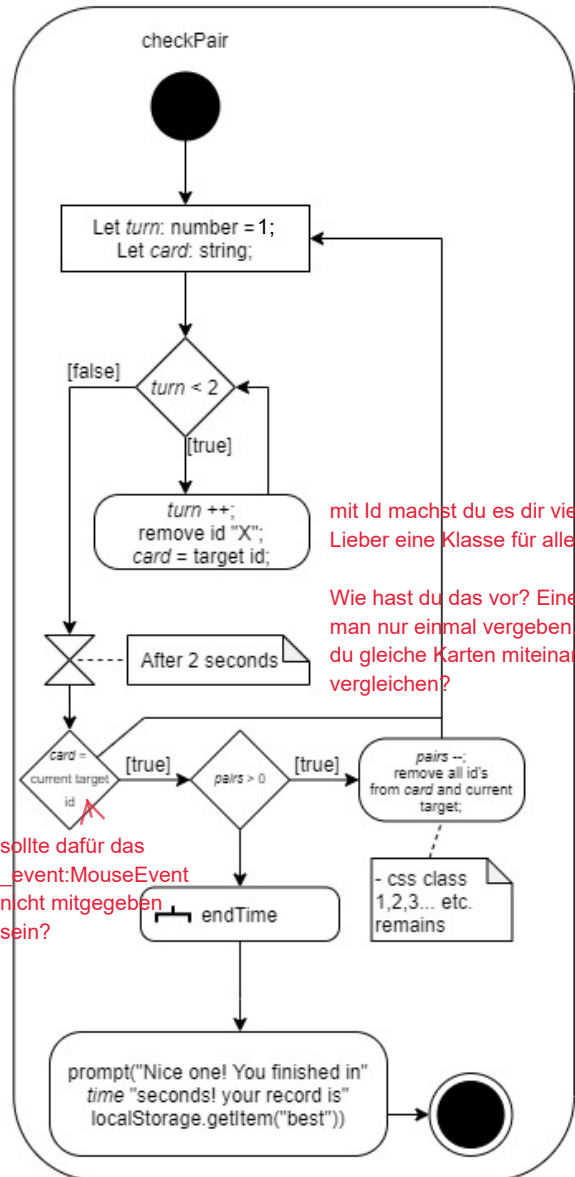 checkPair
Let turn: number = 1;
Let card: string;
[false]
turn < 2
[true]
turn ++;
remove id "X";
card = target id;
mit Id machst du es dir
Lieber eine Klasse für alle
Wie hast du das vor? Eine
man nur einmal vergeben
du gleiche Karten
vergleichen?
After 2 seconds
card =
current target
id
[true]
pairs > 0
[true]
pairs --;
remove all id's
from card and current
target;
sollte dafür das
_event:MouseEvent
nicht mitgegeben
sein?
- css class
1,2,3... etc.
remains
endTime
prompt("Nice one! You finished in"
time "seconds! your record is"
localStorage.getItem("best"))